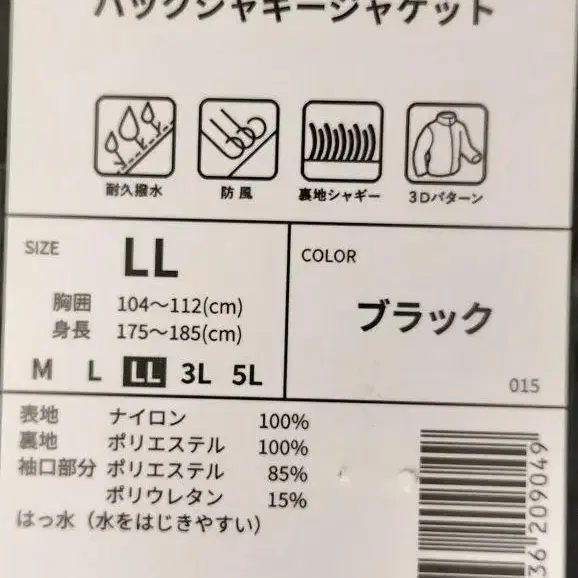 バックシャギージャケット
耐久撥水 防風 裏地シャギー 3Dパターン
SIZE LL
胸囲 104〜112(cm)
身長 175〜185(cm)
M L LL 3L 5L
COLOR
ブラック
015
表地 ナイロン 100%
裏地 ポリエステル 100%
袖口部分 ポリエステル 85%
ポリウレタン 15%
はっ水（水をはじきやすい）
36 209049